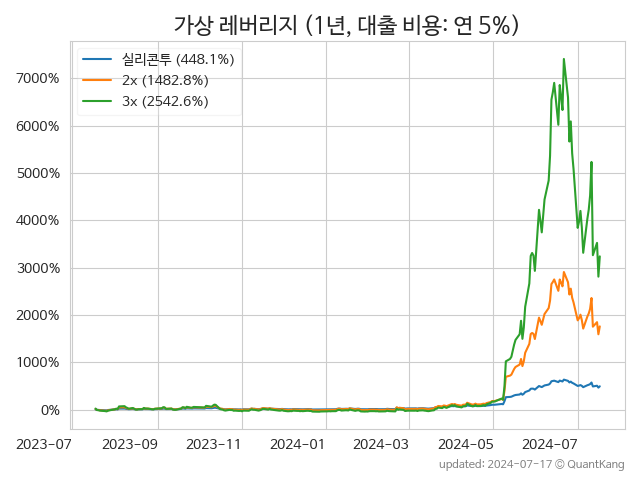 가상 레버리지 (1년, 대출 비용: 연 5%)
실리콘투 (448.1%)
2x (1482.8%)
3x (2542.6%)
7000%
6000%
5000%
4000%
3000%
2000%
1000%
0%
2023-07 2023-09 2023-11 2024-01 2024-03 2024-05 2024-07
updated: 2024-07-17 © QuantKang